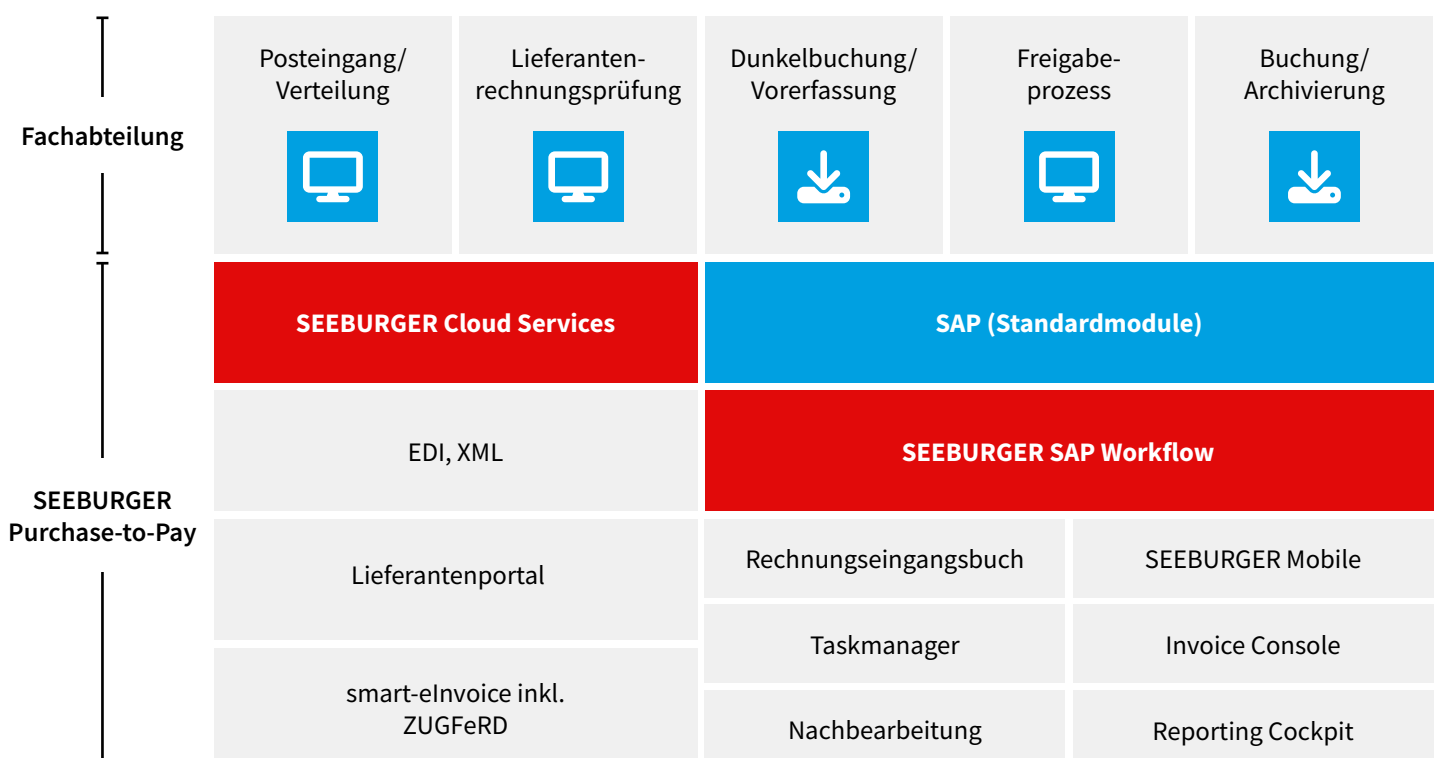 Fachabteilung
Posteingang/
Verteilung
Lieferanten-
rechnungsprüfung
Dunkelbuchung/
Vorerfassung
Freigabe-
prozess
Buchung/
Archivierung
SEEBURGER
Purchase-to-Pay
SEEBURGER Cloud Services
SAP (Standardmodule)
EDI, XML
SEEBURGER SAP Workflow
Lieferantenportal
Rechnungseingangsbuch
SEEBURGER Mobile
Taskmanager
Invoice Console
smart-eInvoice inkl.
ZUGFeRD
Nachbearbeitung
Reporting Cockpit